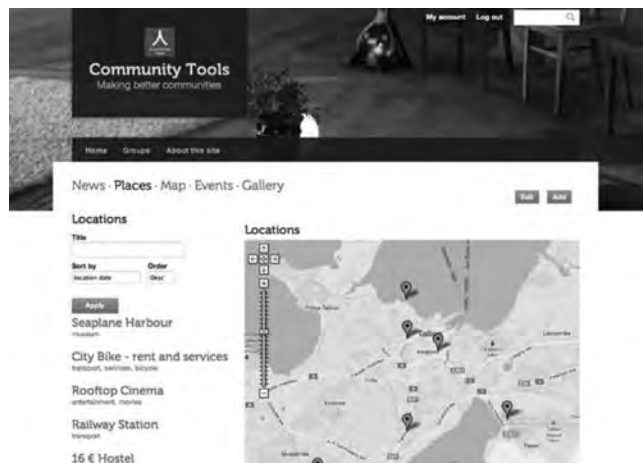 My account Log out
Community Tools
Making better communities
Home Groups About this site
News · Places · Map · Events · Gallery
Edit Add
Locations
Title
Sort by Order
location date Desc
Apply
Seaplane Harbour
museum
City Bike - rent and services
transport, services, bicycle
Rooftop Cinema
entertainment, movies
Railway Station
transport
16 € Hostel
Locations
Tallinn